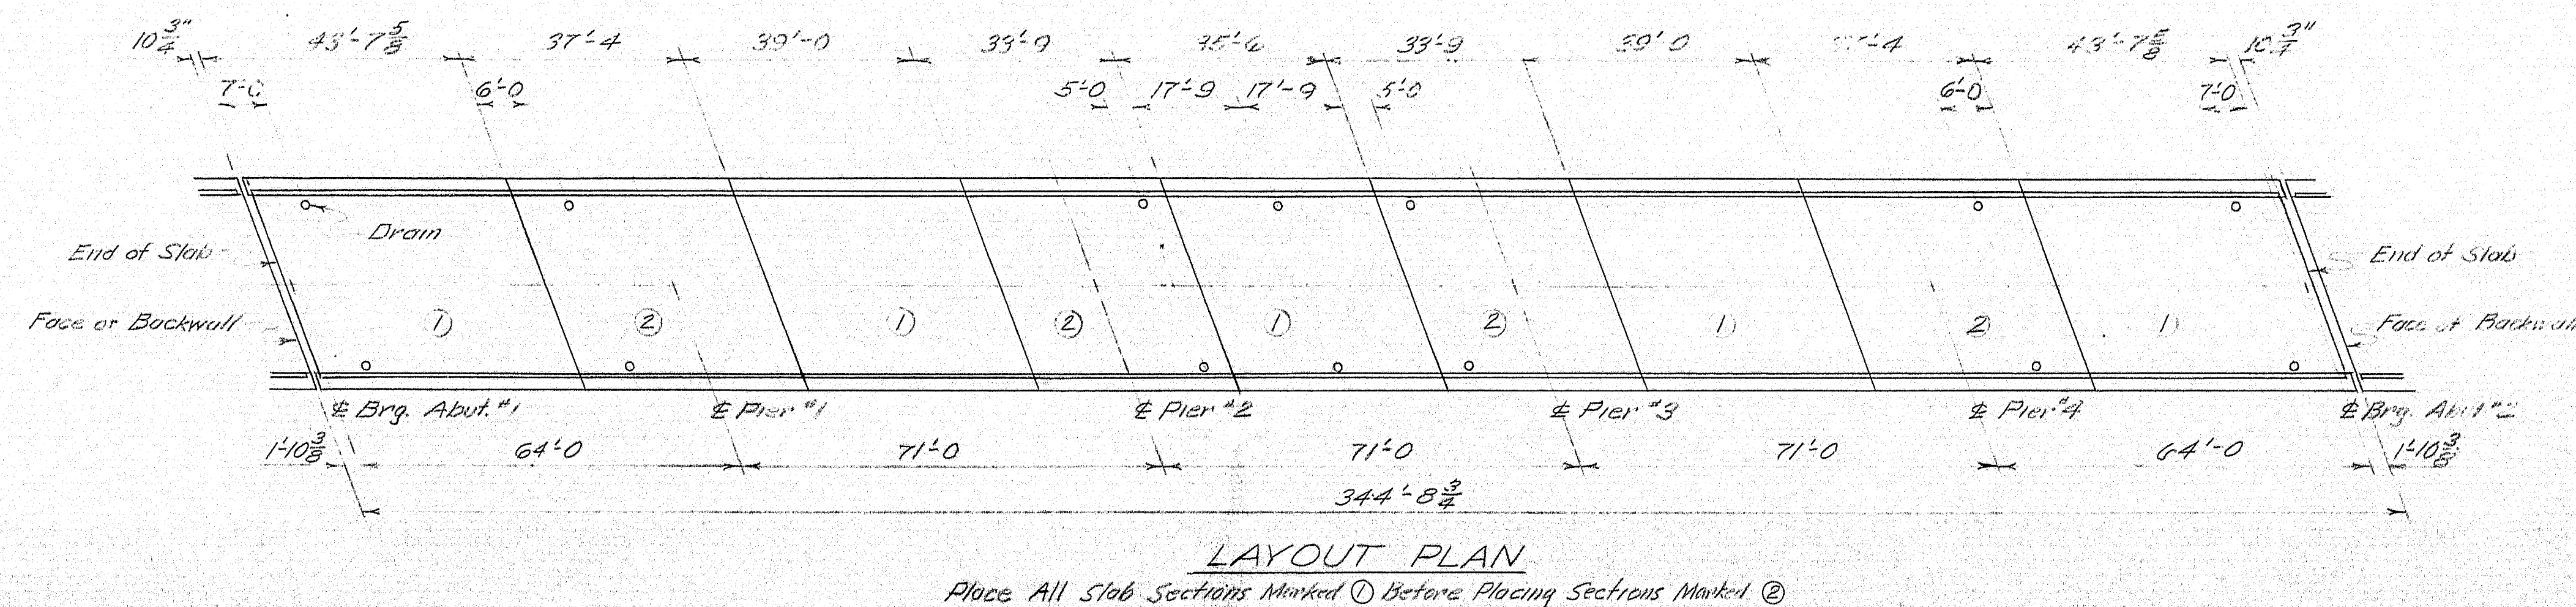 10 3/4" 43'-7 5/8 37'-4 39'-0 33'-9 35'-6 33'-9 39'-0 43'-7 5/8 10 3/4"
7'-0 6'-0 5'-0 17'-9 17'-9 5'-0 6'-0 7'-0
Drain
End of Slab End of Slab
Face of Backwall ① ② ① ② ① ② ① ② ① Face of Backwall
℄ Brg. Abut. #1 ℄ Pier #1 ℄ Pier #2 ℄ Pier #3 ℄ Pier #4 ℄ Brg. Abut
1'-10 3/8 64'-0 71'-0 71'-0 71'-0 64'-0 1'-10 3/8
344'-8 3/4
LAYOUT PLAN
Place All Slab Sections Marked ① Before Placing Sections Marked ②